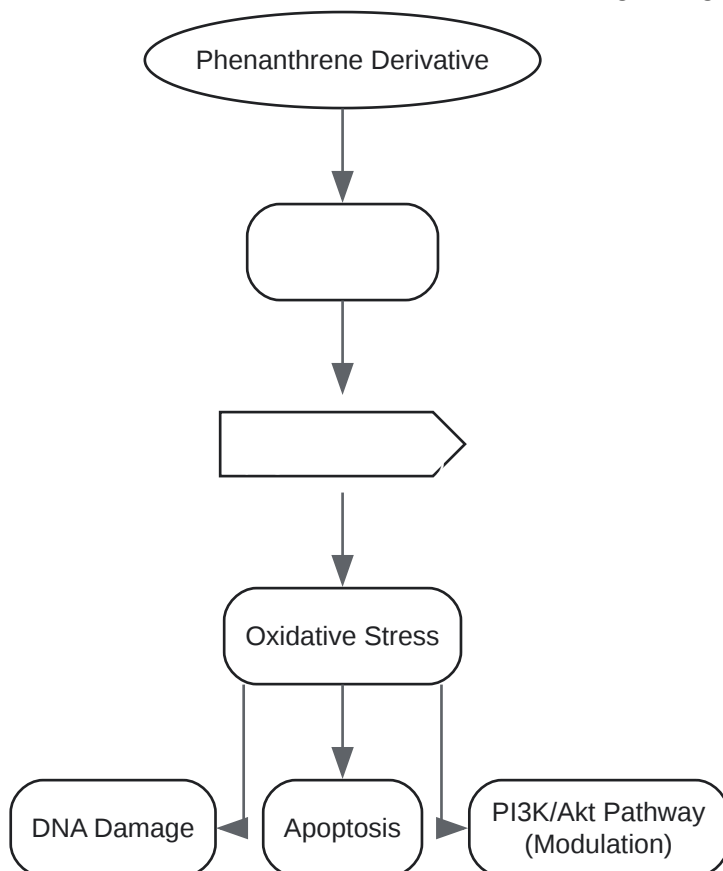 Phenanthrene Derivative
Oxidative Stress
DNA Damage
Apoptosis
PI3K/Akt Pathway
(Modulation)